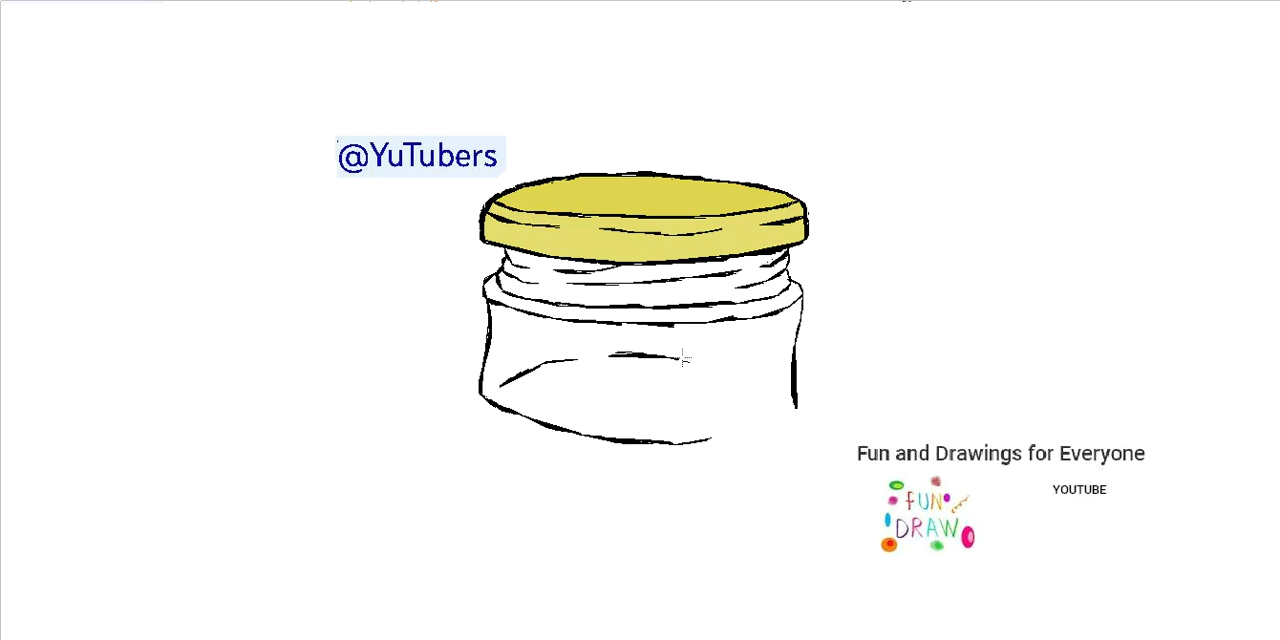 @YuTubers
Fun and Drawings for Everyone
YOUTUBE
FUN
DRAW